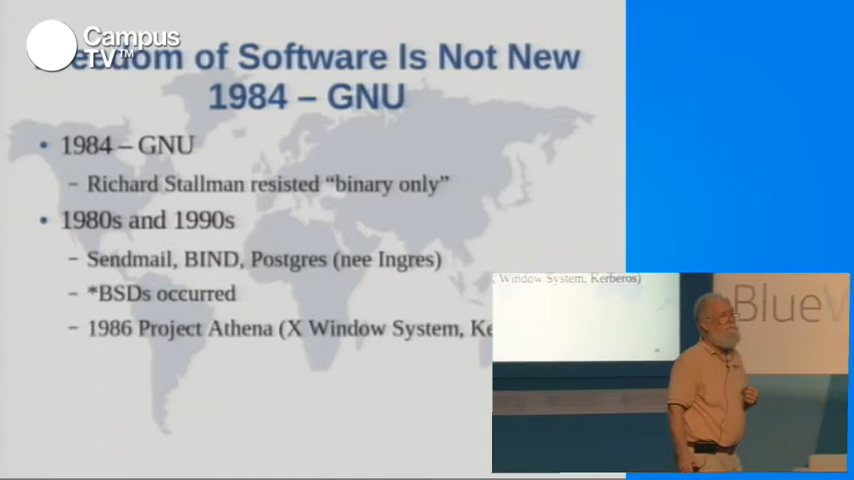 Campus
TV™
Freedom of Software Is Not New
1984 – GNU
• 1984 – GNU
– Richard Stallman resisted “binary only”
• 1980s and 1990s
– Sendmail, BIND, Postgres (nee Ingres)
– *BSDs occurred
– 1986 Project Athena (X Window System, Ke
, Window System, Kerberos)
BlueV